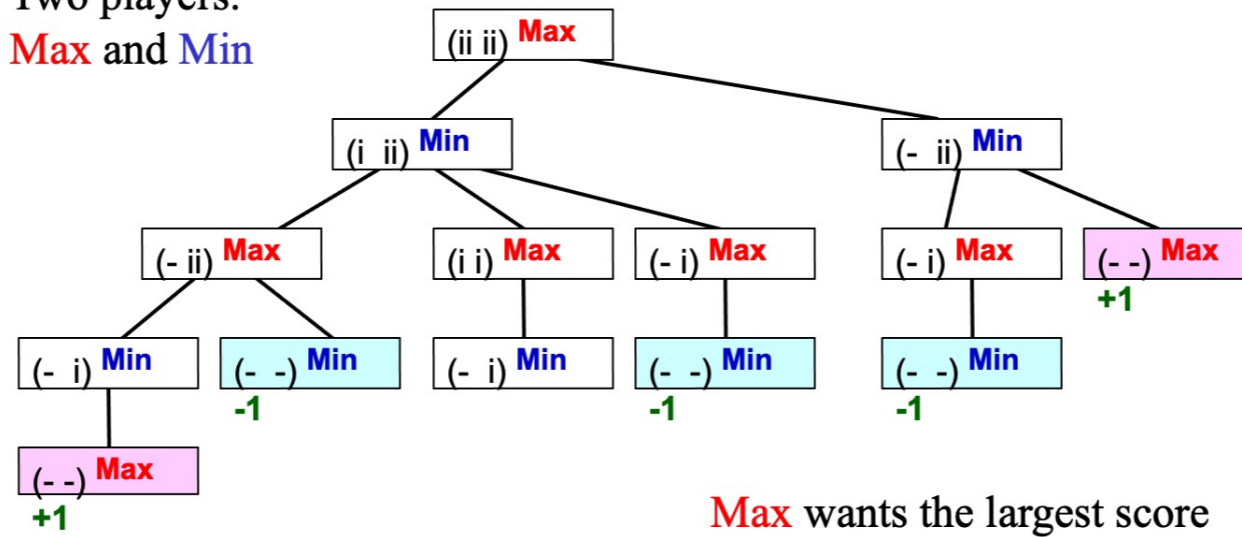 Two players:
Max and Min
(ii ii) Max
(i ii) Min
(- ii) Min
(- ii) Max
(i i) Max
(- i) Max
(- i) Max
(- -) Max
+1
(- i) Min
(- -) Min
-1
(- i) Min
(- -) Min
-1
(- -) Min
-1
(- -) Max
+1
Max wants the largest score